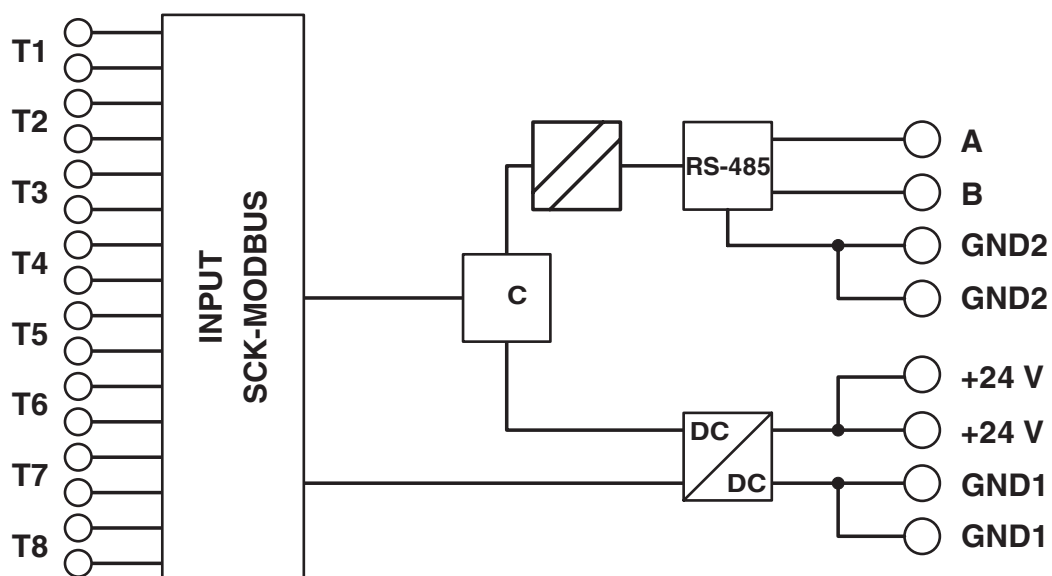 T1
T2
T3
T4
T5
T6
T7
T8
INPUT
SCK-MODBUS
C
RS-485
DC
DC
A
B
GND2
GND2
+24 V
+24 V
GND1
GND1